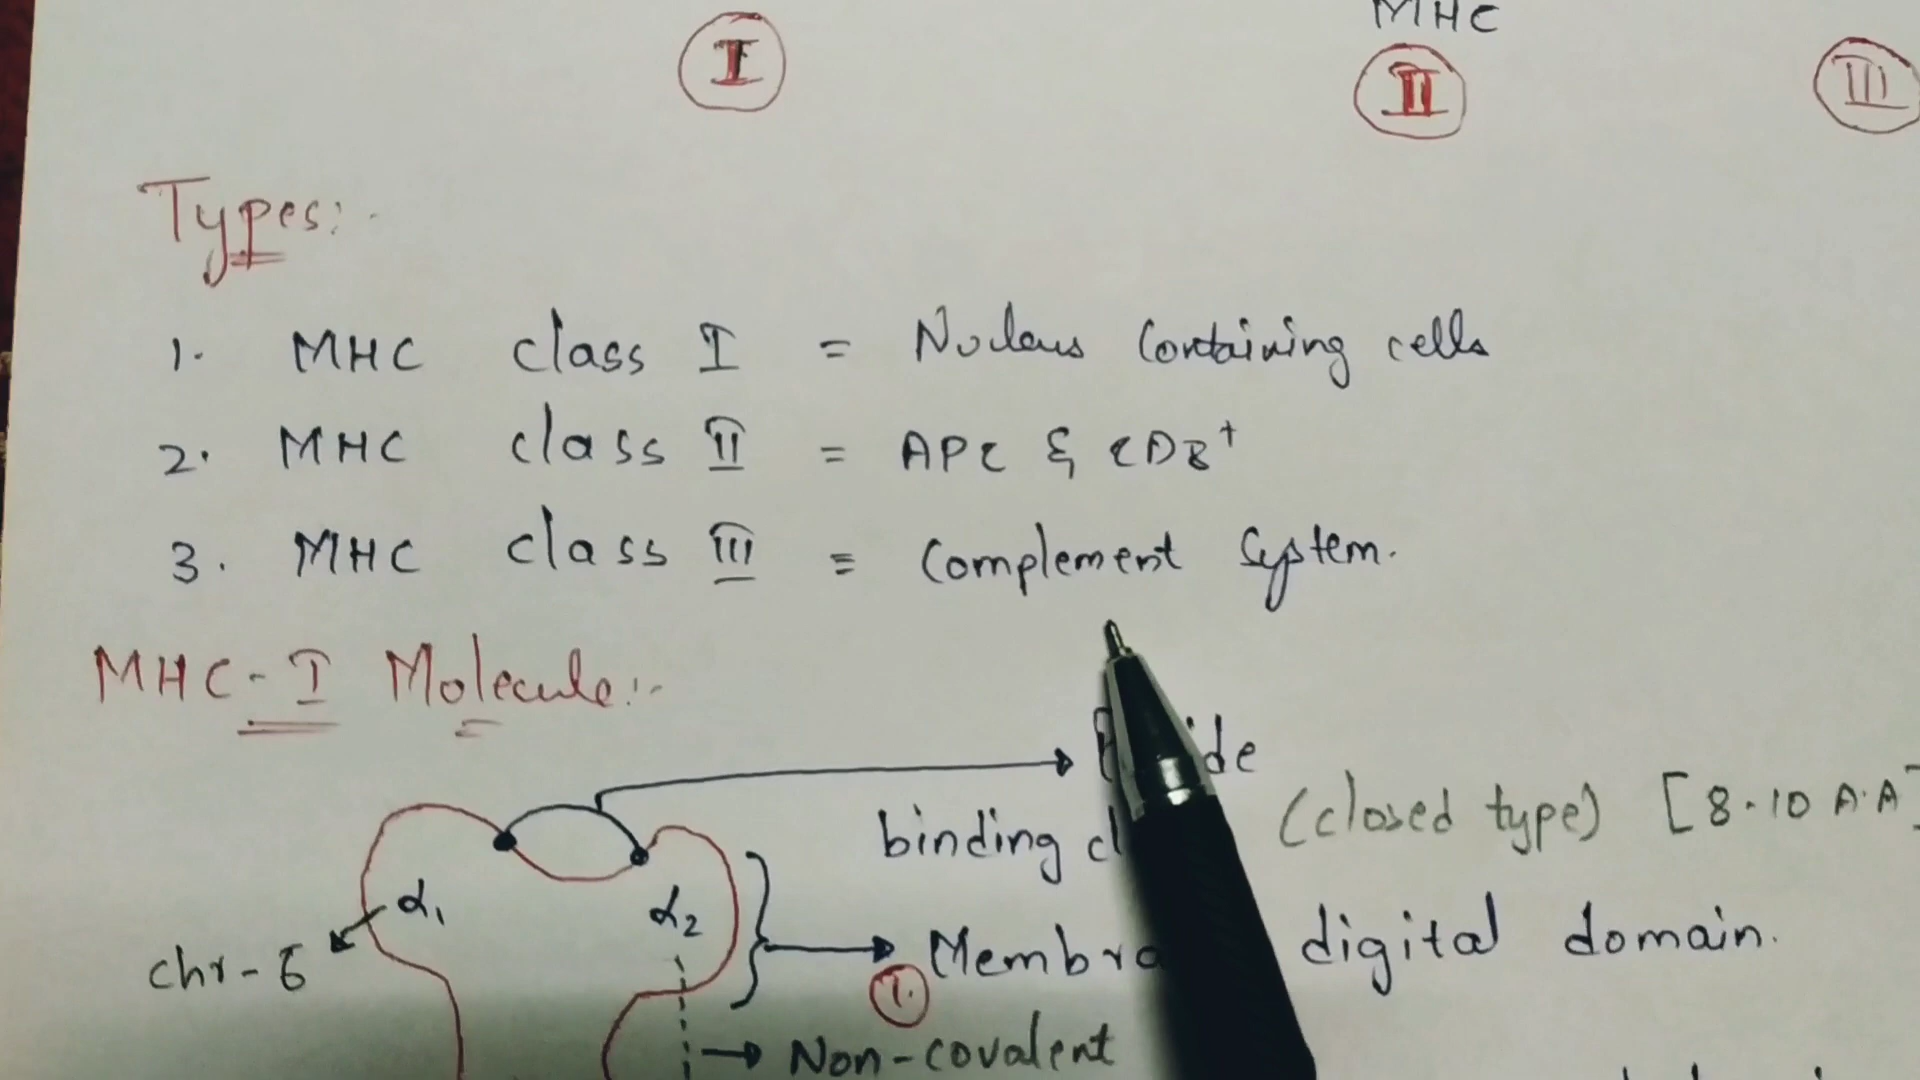 MHC
I II III
Types:-
1. MHC class I = Nucleus Containing cells
2. MHC class II = APC & CD8+
3. MHC class III = Complement System.
MHC-I Molecule:-
binding (closed type) [8-10 A.A]
α1 α2
digital domain.
chr-6
1.
Non-covalent